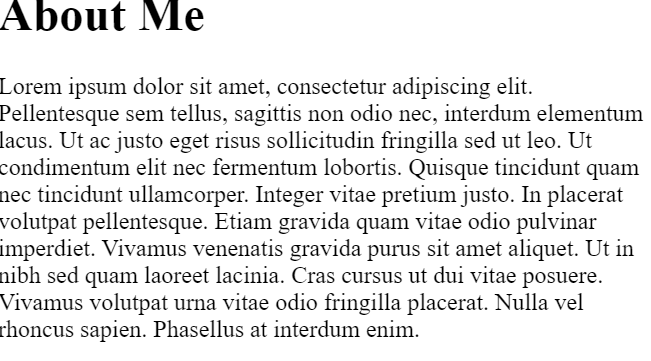 About Me
Lorem ipsum dolor sit amet, consectetur adipiscing elit.
Pellentesque sem tellus, sagittis non odio nec, interdum elementum
lacus. Ut ac justo eget risus sollicitudin fringilla sed ut leo. Ut
condimentum elit nec fermentum lobortis. Quisque tincidunt quam
nec tincidunt ullamcorper. Integer vitae pretium justo. In placerat
volutpat pellentesque. Etiam gravida quam vitae odio pulvinar
imperdiet. Vivamus venenatis gravida purus sit amet aliquet. Ut in
nibh sed quam laoreet lacinia. Cras cursus ut dui vitae posuere.
Vivamus volutpat urna vitae odio fringilla placerat. Nulla vel
rhoncus sapien. Phasellus at interdum enim.